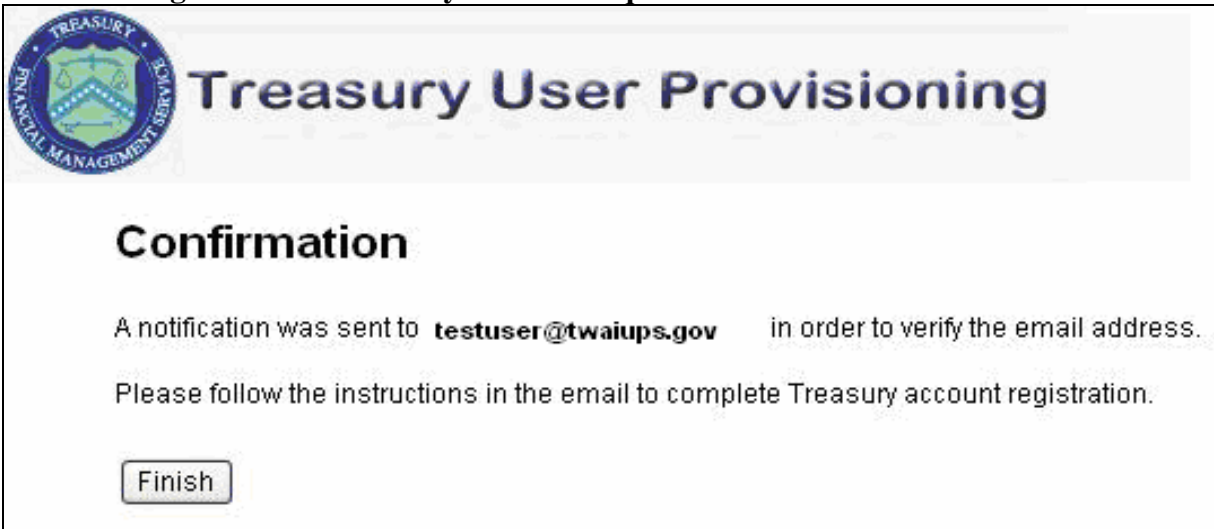 TREASURY
FINANCIAL MANAGEMENT SERVICE
Treasury User Provisioning
Confirmation
A notification was sent to testuser@twaiups.gov in order to verify the email address.
Please follow the instructions in the email to complete Treasury account registration.
Finish